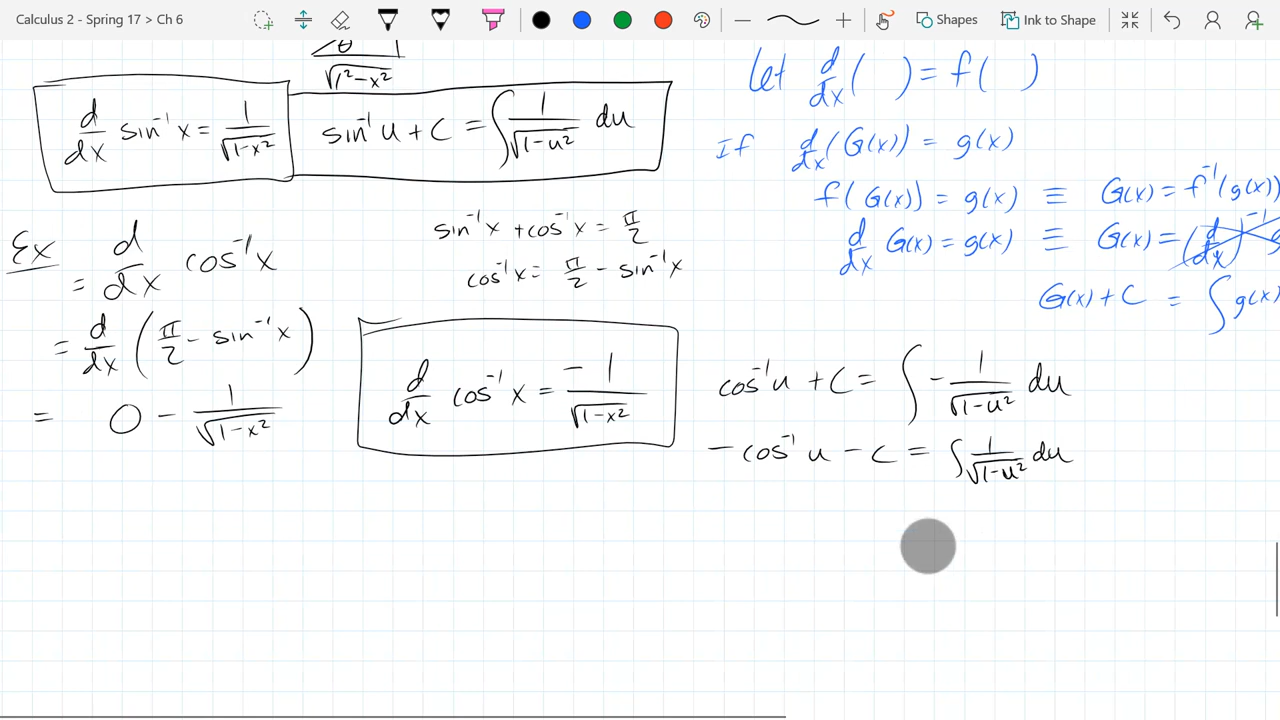 Calculus 2 - Spring 17 > Ch 6
Shapes
Ink to Shape
θ
√1²-x²
d/dx sin⁻¹x = 1/√1-x²
sin⁻¹u + C = ∫ 1/√1-u² du
Ex
= d/dx cos⁻¹x
= d/dx (π/2 - sin⁻¹x)
= 0 - 1/√1-x²
sin⁻¹x + cos⁻¹x = π/2
cos⁻¹x = π/2 - sin⁻¹x
d/dx cos⁻¹x = -1/√1-x²
let d/dx ( ) = f( )
If d/dx (G(x)) = g(x)
f(G(x)) = g(x) ≡ G(x) = f⁻¹(g(x)
d/dx G(x) = g(x) ≡ G(x) = (d/dx)⁻¹ g
G(x) + C = ∫ g(x)
cos⁻¹u + C = ∫ - 1/√1-u² du
- cos⁻¹u - C = ∫ 1/√1-u² du